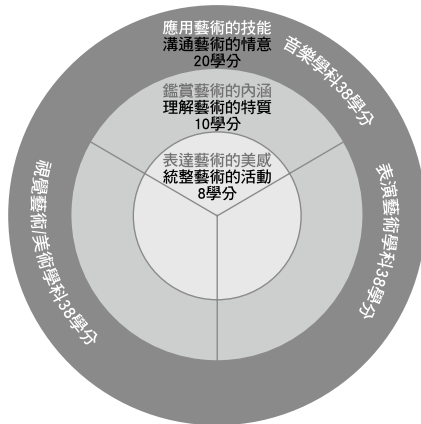 應用藝術的技能
溝通藝術的情意
20學分
鑑賞藝術的內涵
理解藝術的特質
10學分
表達藝術的美感
統整藝術的活動
8學分
音樂學科38學分
表演藝術學科38學分
視覺藝術/美術學科38學分